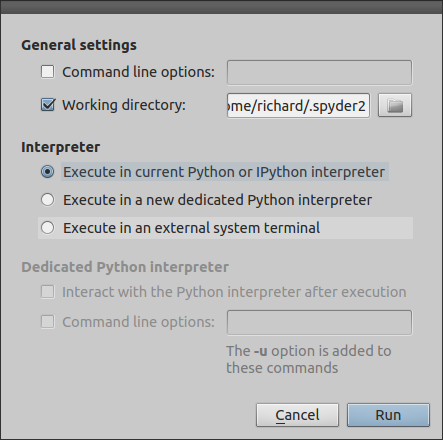 General settings
Command line options:
Working directory: ome/richard/.spyder2
Interpreter
Execute in current Python or IPython interpreter
Execute in a new dedicated Python interpreter
Execute in an external system terminal
Dedicated Python interpreter
Interact with the Python interpreter after execution
Command line options:
The -u option is added to
these commands
Cancel Run